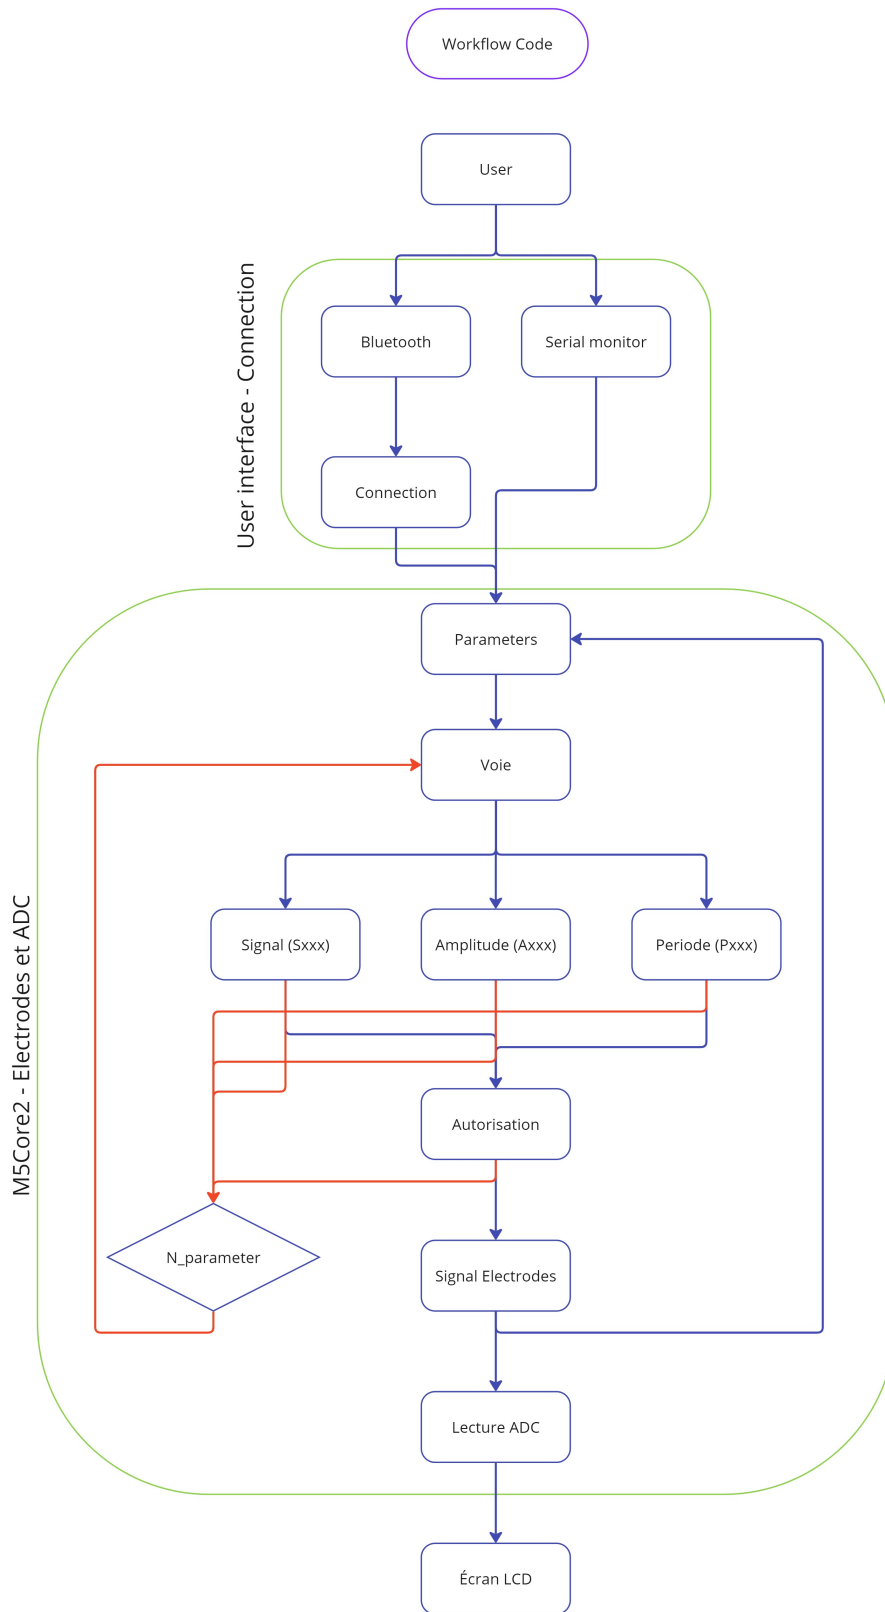 Workflow Code
User
User interface - Connection
Bluetooth
Serial monitor
Connection
Parameters
Voie
M5Core2 - Electrodes et ADC
Signal (Sxxx)
Amplitude (Axxx)
Periode (Pxxx)
Autorisation
N_parameter
Signal Electrodes
Lecture ADC
Écran LCD